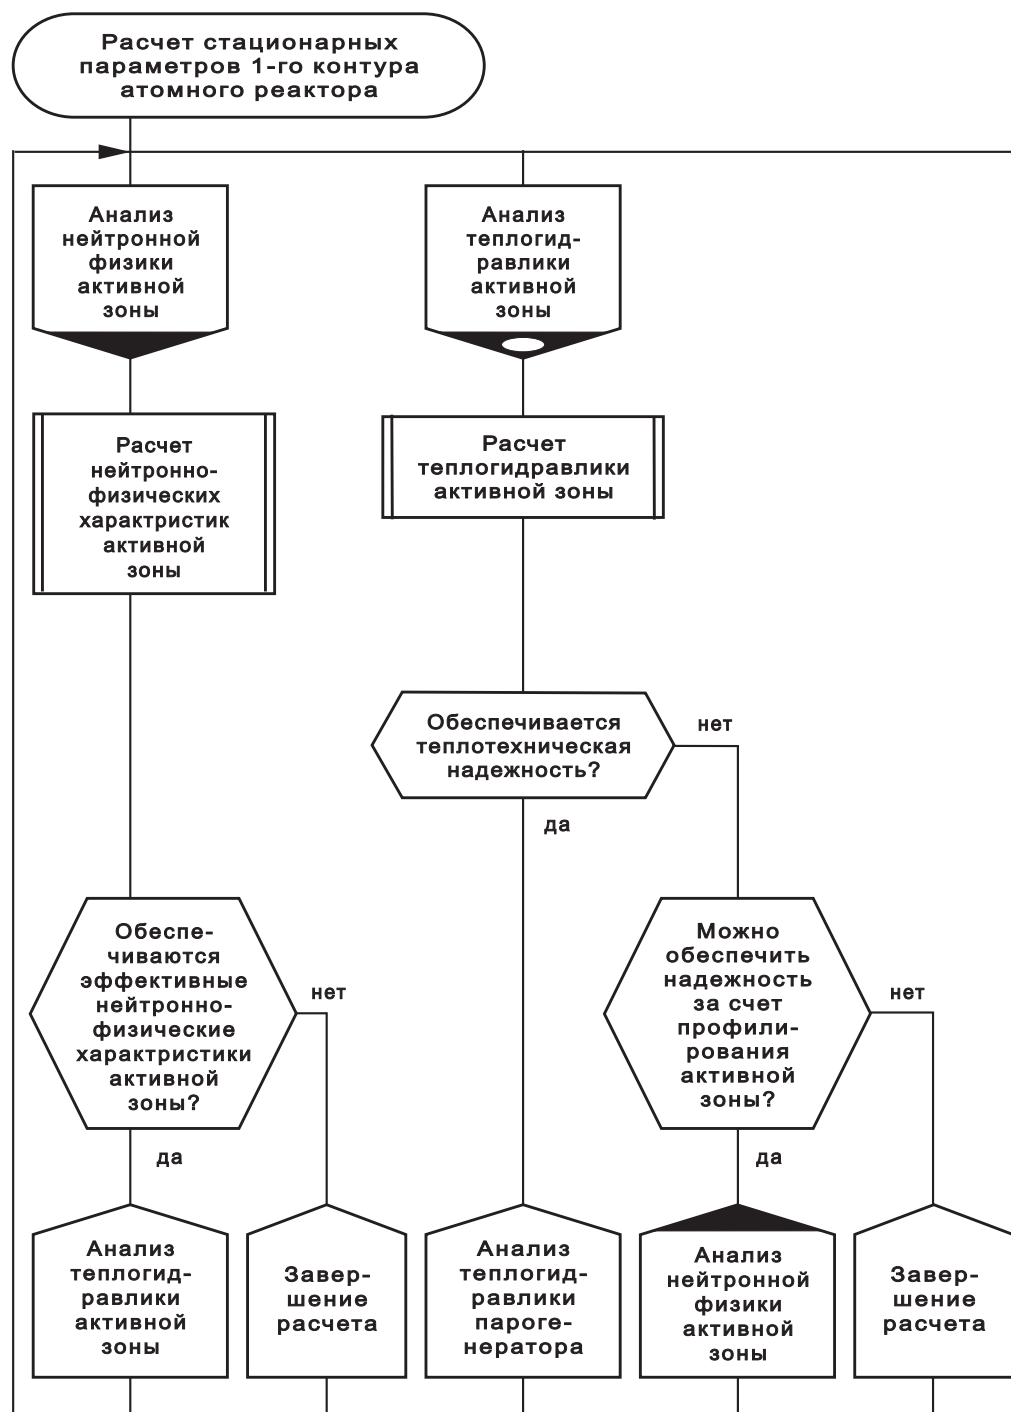 Расчет стационарных
параметров 1-го контура
атомного реактора
Анализ
нейтронной
физики
активной
зоны
Анализ
теплогид-
равлики
активной
зоны
Расчет
нейтронно-
физических
характристик
активной
зоны
Расчет
теплогидравлики
активной зоны
Обеспечивается
теплотехническая
надежность?
нет
да
Обеспе-
чиваются
эффективные
нейтронно-
физические
характристики
активной
зоны?
нет
да
Можно
обеспечить
надежность
за счет
профили-
рования
активной
зоны?
нет
да
Анализ
теплогид-
равлики
активной
зоны
Завер-
шение
расчета
Анализ
теплогид-
равлики
пароге-
нератора
Анализ
нейтронной
физики
активной
зоны
Завер-
шение
расчета